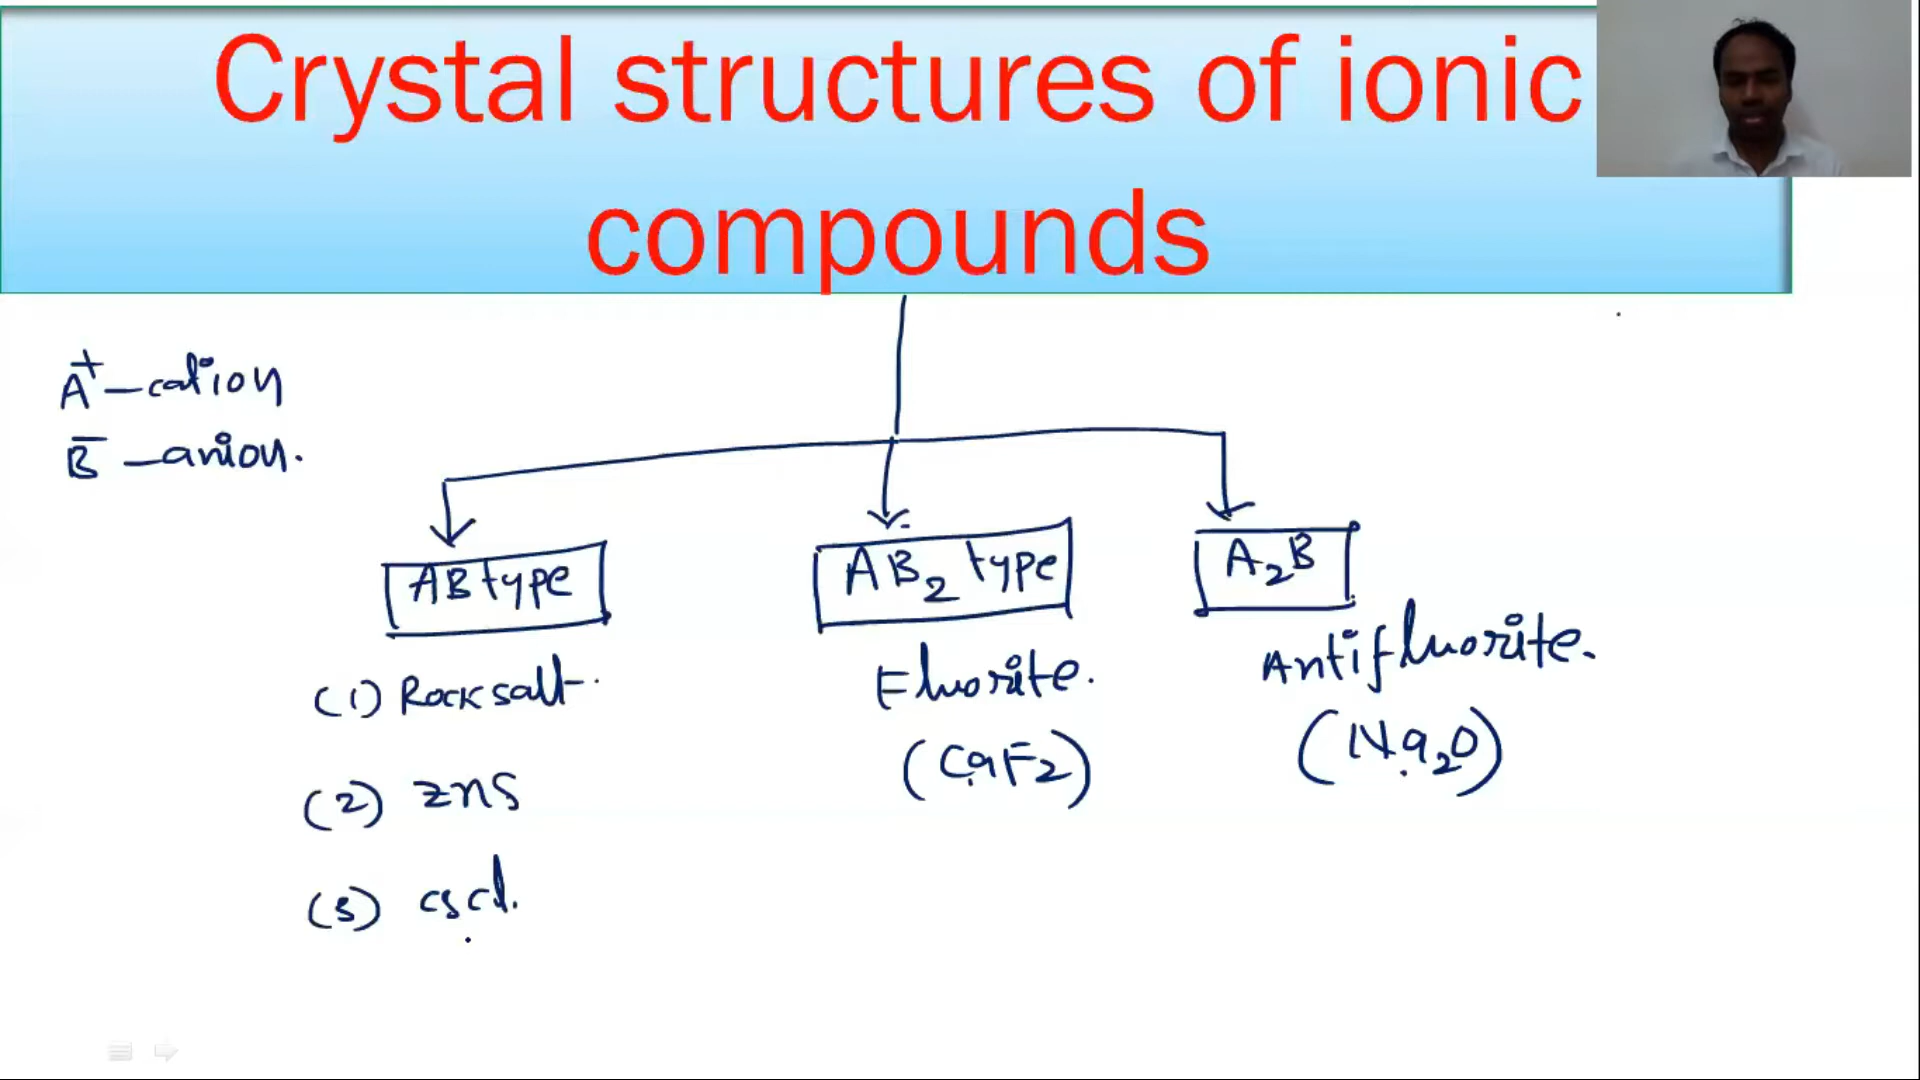 Crystal structures of ionic
compounds
A⁺ – cation
B⁻ – anion.
AB type
AB₂ type
A₂B
(1) Rock salt.
(2) ZnS
(3) CsCl.
Fluorite.
(CaF₂)
Antifluorite.
(Na₂O)